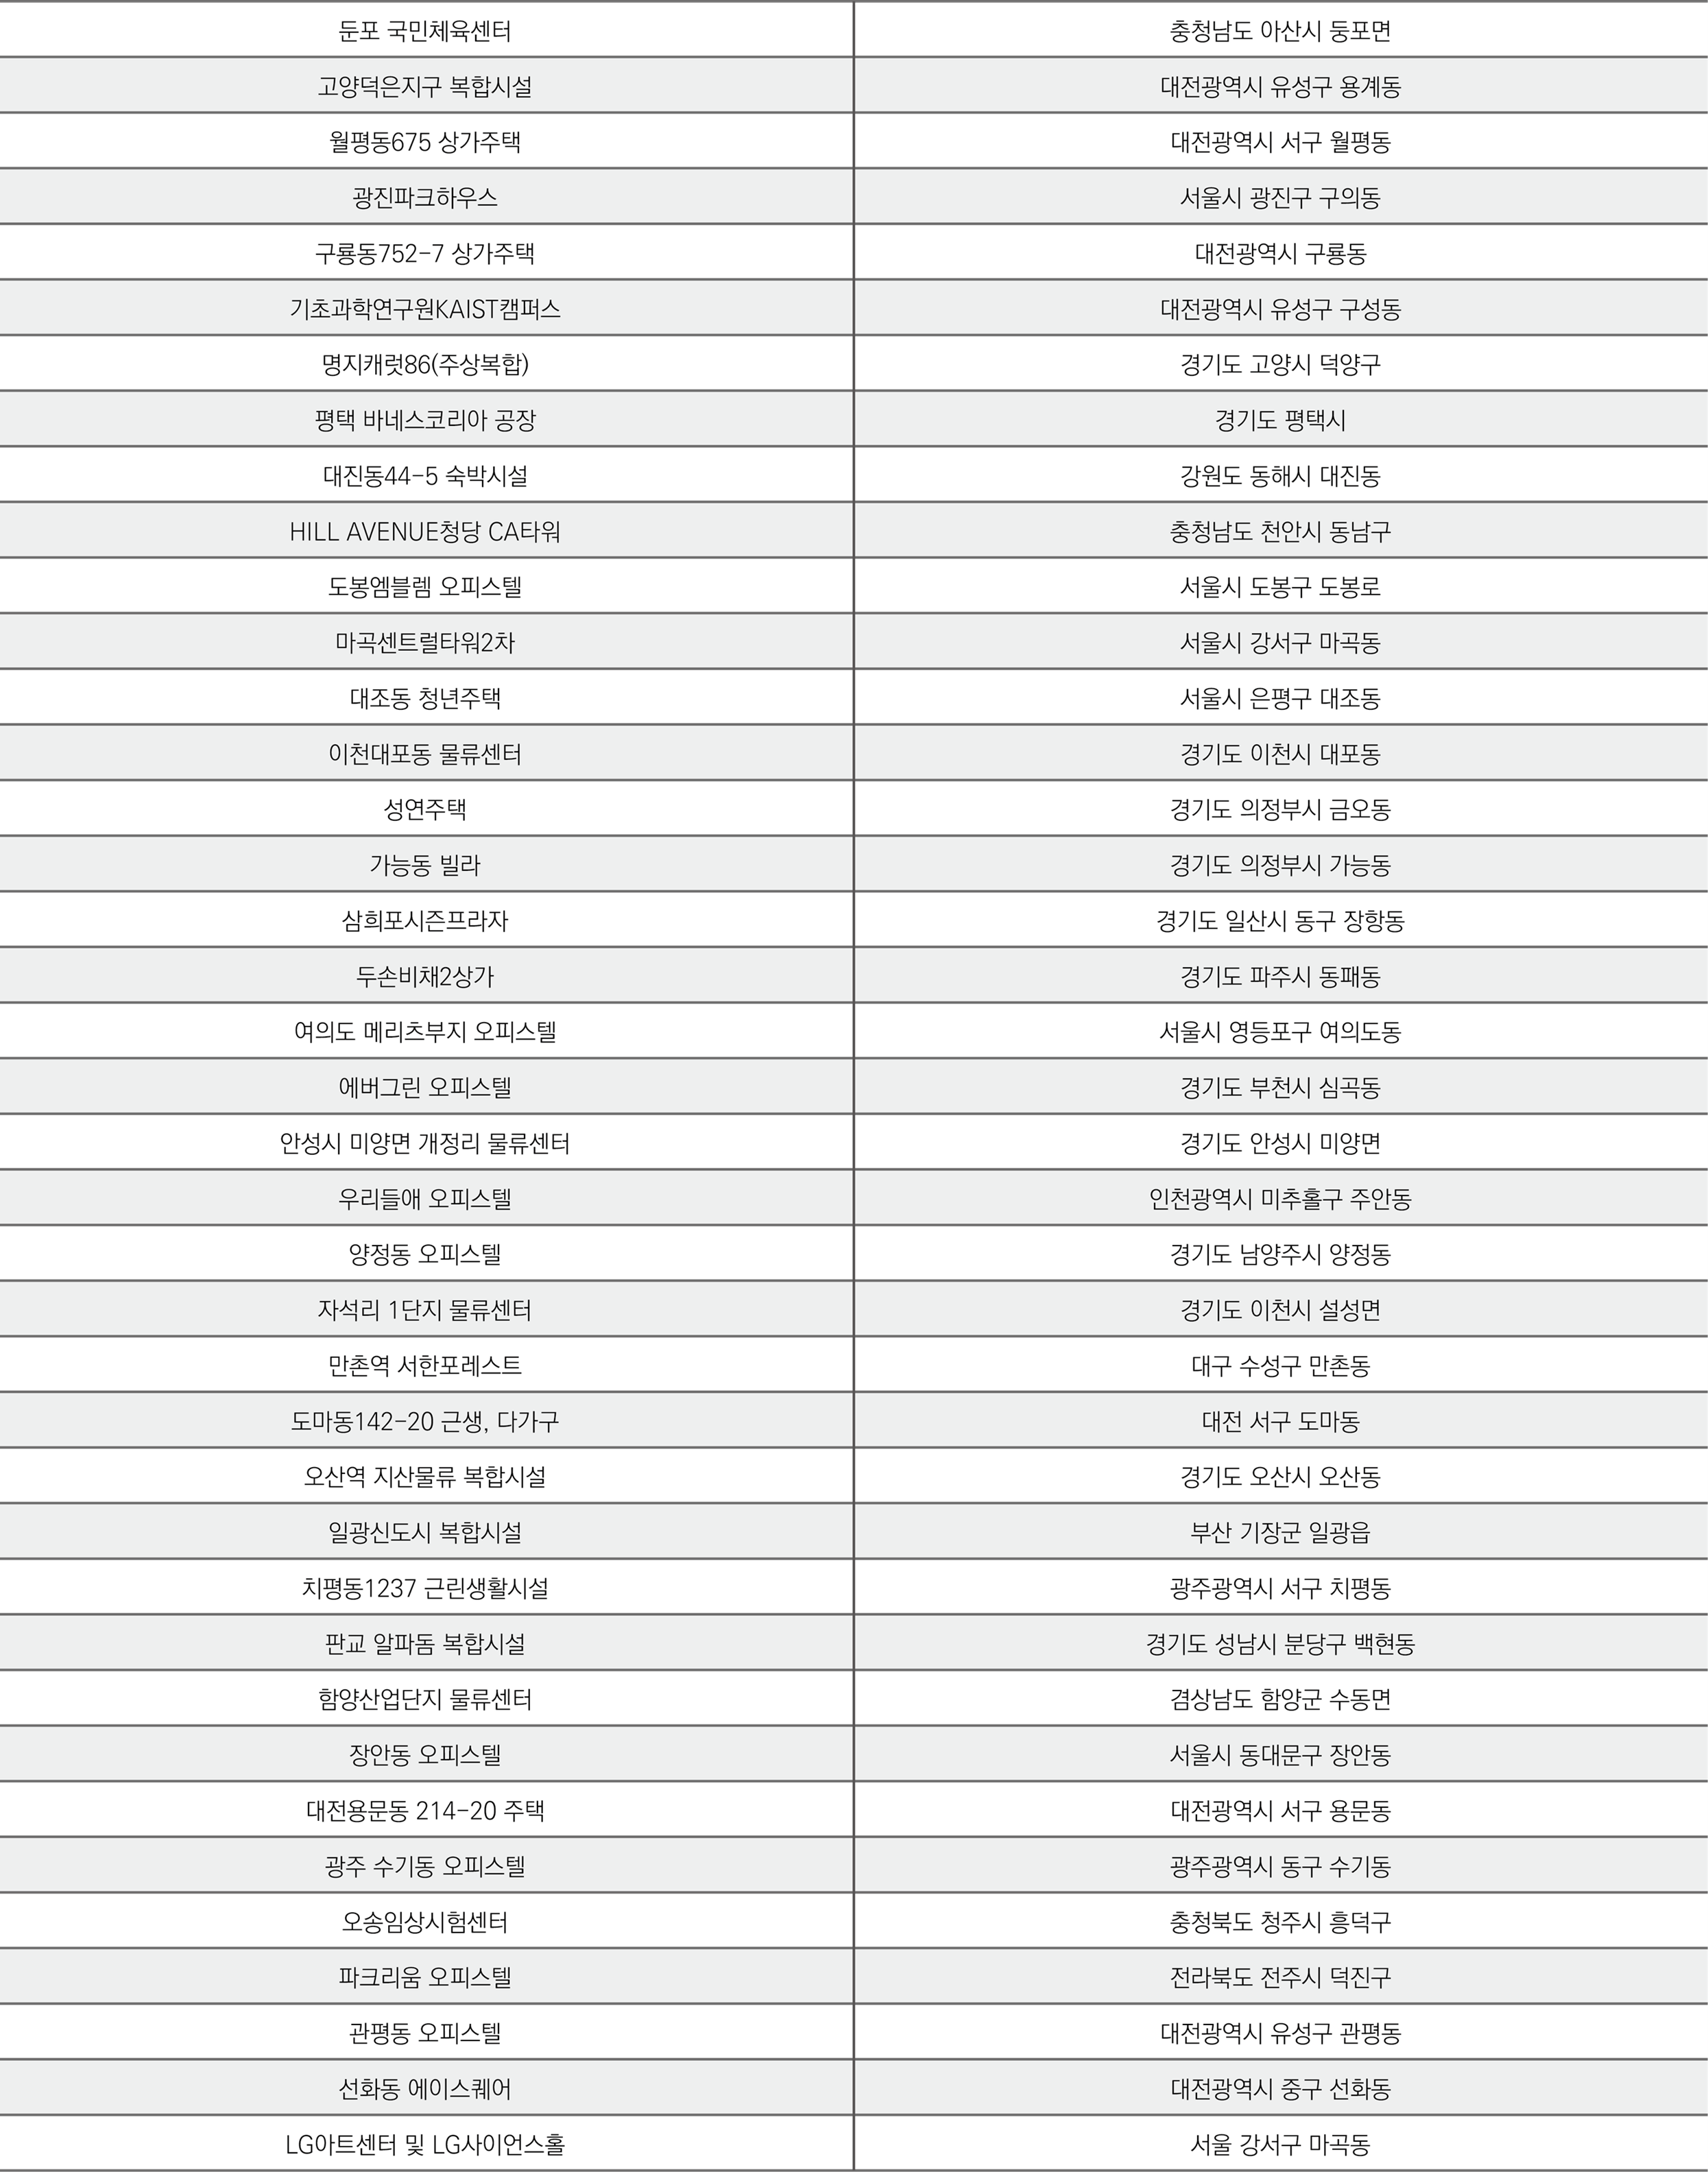 둔포 국민체육센터 충청남도 아산시 둥포면
고양덕은지구 복합시설 대전광역시 유성구 용계동
월평동675 상가주택 대전광역시 서구 월평동
광진파크하우스 서울시 광진구 구의동
구룡동752-7 상가주택 대전광역시 구룡동
기초과학연구원KAIST캠퍼스 대전광역시 유성구 구성동
명지캐럿86(주상복합) 경기도 고양시 덕양구
평택 바네스코리아 공장 경기도 평택시
대진동44-5 숙박시설 강원도 동해시 대진동
HILL AVENUE청당 CA타워 충청남도 천안시 동남구
도봉엠블렘 오피스텔 서울시 도봉구 도봉로
마곡센트럴타워2차 서울시 강서구 마곡동
대조동 청년주택 서울시 은평구 대조동
이천대포동 물류센터 경기도 이천시 대포동
성연주택 경기도 의정부시 금오동
가능동 빌라 경기도 의정부시 가능동
삼희포시즌프라자 경기도 일산시 동구 장항동
두손비채2상가 경기도 파주시 동패동
여의도 메리츠부지 오피스텔 서울시 영등포구 여의도동
에버그린 오피스텔 경기도 부천시 심곡동
안성시 미양면 개정리 물류센터 경기도 안성시 미양면
우리들애 오피스텔 인천광역시 미추홀구 주안동
양정동 오피스텔 경기도 남양주시 양정동
자석리 1단지 물류센터 경기도 이천시 설성면
만촌역 서한포레스트 대구 수성구 만촌동
도마동142-20 근생, 다가구 대전 서구 도마동
오산역 지산물류 복합시설 경기도 오산시 오산동
일광신도시 복합시설 부산 기장군 일광읍
치평동1237 근린생활시설 광주광역시 서구 치평동
판교 알파돔 복합시설 경기도 성남시 분당구 백현동
함양산업단지 물류센터 겸상남도 함양군 수동면
장안동 오피스텔 서울시 동대문구 장안동
대전용문동 214-20 주택 대전광역시 서구 용문동
광주 수기동 오피스텔 광주광역시 동구 수기동
오송임상시험센터 충청북도 청주시 흥덕구
파크리움 오피스텔 전라북도 전주시 덕진구
관평동 오피스텔 대전광역시 유성구 관평동
선화동 에이스퀘어 대전광역시 중구 선화동
LG아트센터 및 LG사이언스홀 서울 강서구 마곡동